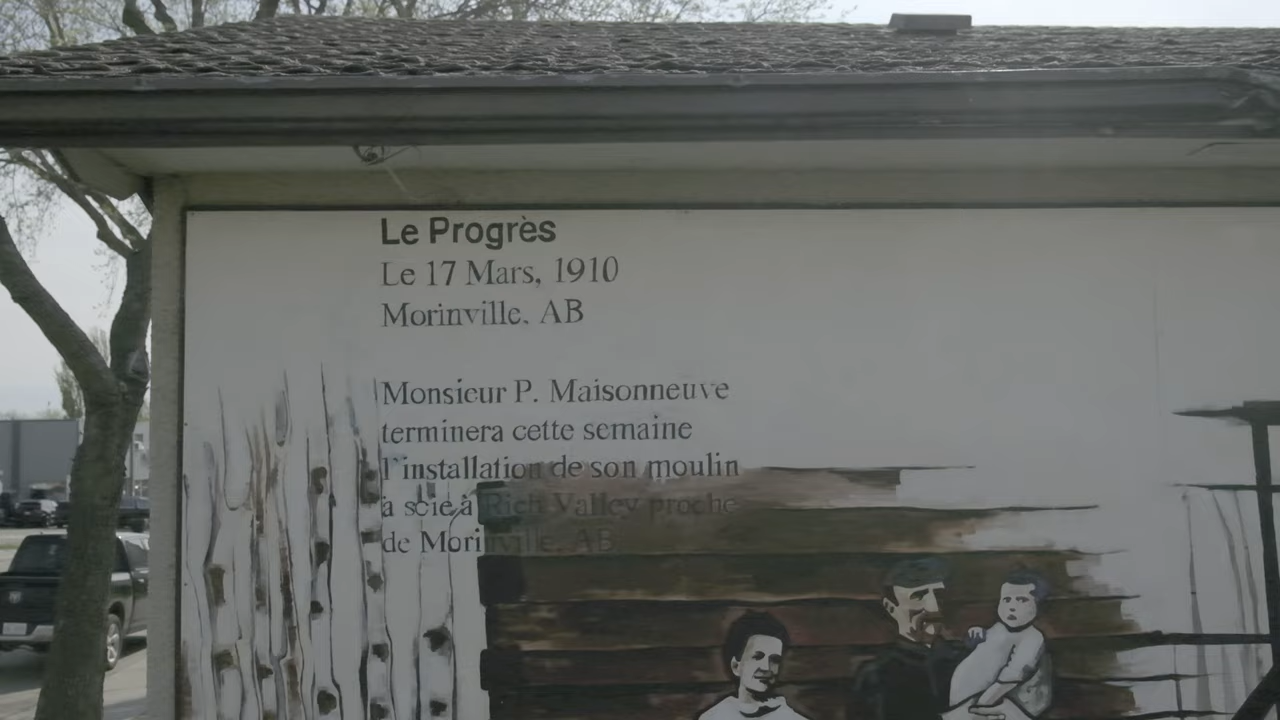 Le Progrès
Le 17 Mars, 1910
Morinville, AB
Monsieur P. Maisonneuve
terminera cette semaine
l'installation de son moulin
à scie à Rich Valley proche
de Morinville, AB